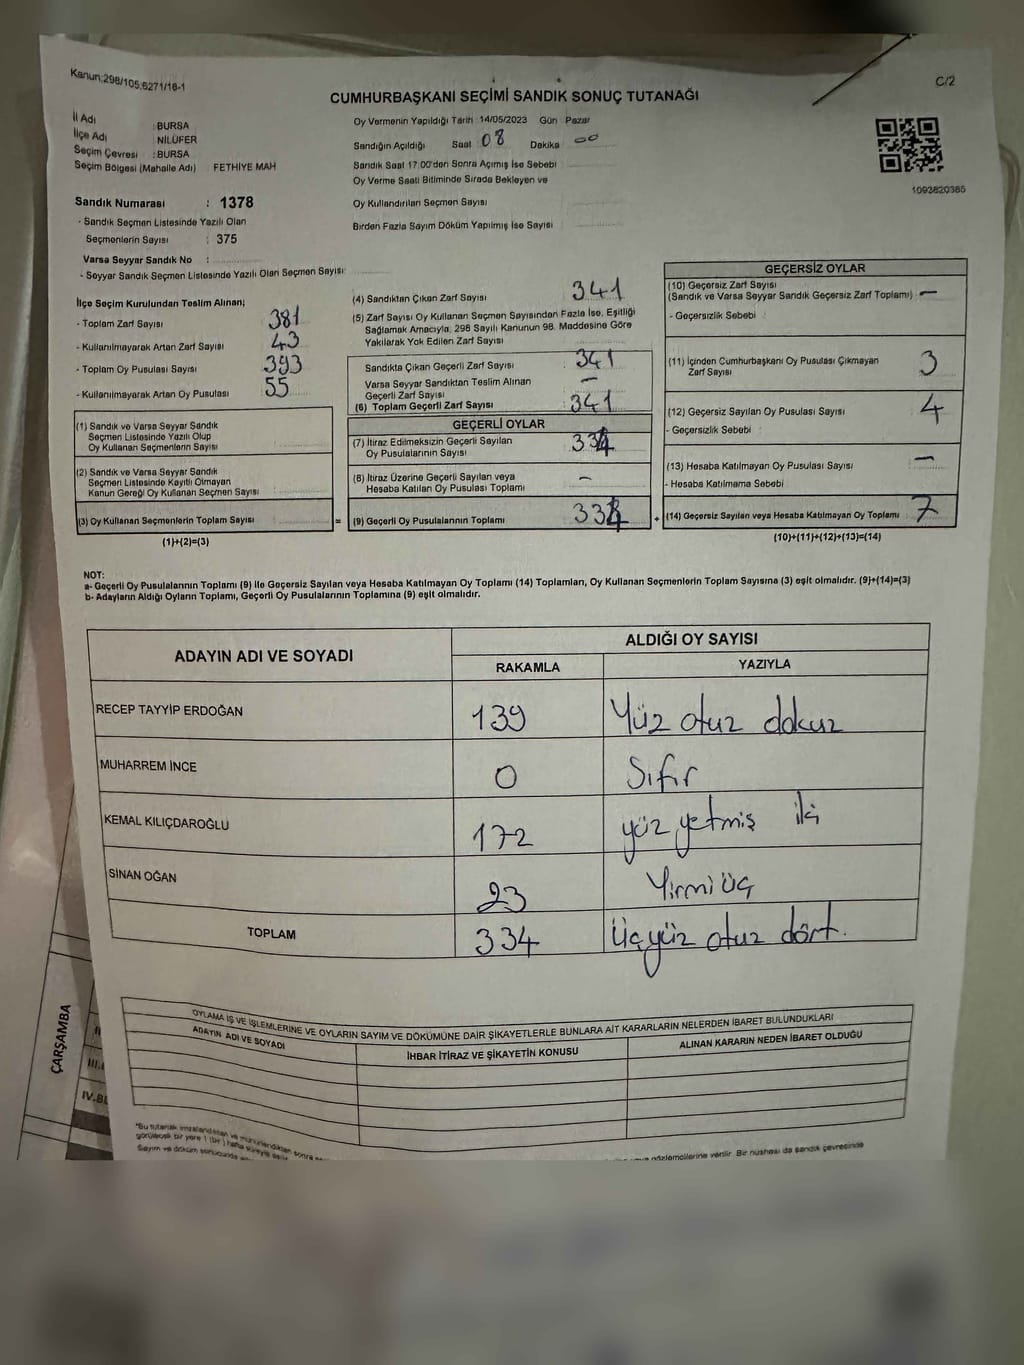 Kanun:298/105,6271/16-1
C/2
CUMHURBAŞKANI SEÇİMİ SANDIK SONUÇ TUTANAĞI
İl Adı : BURSA
İlçe Adı : NİLÜFER
Seçim Çevresi : BURSA
Seçim Bölgesi (Mahalle Adı) FETHİYE MAH
Sandık Numarası : 1378
- Sandık Seçmen Listesinde Yazılı Olan
Seçmenlerin Sayısı : 375
Varsa Seyyar Sandık No :
- Seyyar Sandık Seçmen Listesinde Yazılı Olan Seçmen Sayısı:
Oy Vermenin Yapıldığı Tarih 14/05/2023 Gün Pazar
Sandığın Açıldığı Saat 08 Dakika 00
Sandık Saat 17.00'den Sonra Açılmış İse Sebebi
Oy Verme Saati Bitiminde Sırada Bekleyen ve
Oy Kullandırılan Seçmen Sayısı
Birden Fazla Sayım Döküm Yapılmış İse Sayısı
1093820385
İlçe Seçim Kurulundan Teslim Alınan;
- Toplam Zarf Sayısı 381
- Kullanılmayarak Artan Zarf Sayısı 43
- Toplam Oy Pusulası Sayısı 393
- Kullanılmayarak Artan Oy Pusulası 55
(1) Sandık ve Varsa Seyyar Sandık
Seçmen Listesinde Yazılı Olup
Oy Kullanan Seçmenlerin Sayısı
(2) Sandık ve Varsa Seyyar Sandık
Seçmen Listesinde Kayıtlı Olmayan
Kanun Gereği Oy Kullanan Seçmen Sayısı
(3) Oy Kullanan Seçmenlerin Toplam Sayısı
(1)+(2)=(3)
(4) Sandıktan Çıkan Zarf Sayısı 341
(5) Zarf Sayısı Oy Kullanan Seçmen Sayısından Fazla İse, Eşitliği
Sağlamak Amacıyla, 298 Sayılı Kanunun 98. Maddesine Göre
Yakılarak Yok Edilen Zarf Sayısı
Sandıkta Çıkan Geçerli Zarf Sayısı 341
Varsa Seyyar Sandıktan Teslim Alınan
Geçerli Zarf Sayısı –
(6) Toplam Geçerli Zarf Sayısı 341
GEÇERLİ OYLAR
(7) İtiraz Edilmeksizin Geçerli Sayılan
Oy Pusulalarının Sayısı 334
(8) İtiraz Üzerine Geçerli Sayılan veya
Hesaba Katılan Oy Pusulası Toplamı –
= (9) Geçerli Oy Pusulalarının Toplamı 334
GEÇERSİZ OYLAR
(10) Geçersiz Zarf Sayısı
(Sandık ve Varsa Seyyar Sandık Geçersiz Zarf Toplamı) –
- Geçersizlik Sebebi
(11) İçinden Cumhurbaşkanı Oy Pusulası Çıkmayan
Zarf Sayısı 3
(12) Geçersiz Sayılan Oy Pusulası Sayısı 4
- Geçersizlik Sebebi
(13) Hesaba Katılmayan Oy Pusulası Sayısı –
- Hesaba Katılmama Sebebi
+ (14) Geçersiz Sayılan veya Hesaba Katılmayan Oy Toplamı 7
(10)+(11)+(12)+(13)=(14)
NOT:
a- Geçerli Oy Pusulalarının Toplamı (9) ile Geçersiz Sayılan veya Hesaba Katılmayan Oy Toplamı (14) Toplamları, Oy Kullanan Seçmenlerin Toplam Sayısına (3) eşit olmalıdır. (9)+(14)=(3)
b- Adayların Aldığı Oyların Toplamı, Geçerli Oy Pusulalarının Toplamına (9) eşit olmalıdır.
ADAYIN ADI VE SOYADI
ALDIĞI OY SAYISI
RAKAMLA YAZIYLA
RECEP TAYYİP ERDOĞAN 139 Yüz otuz dokuz
MUHARREM İNCE 0 Sıfır
KEMAL KILIÇDAROĞLU 172 yüz yetmiş iki
SİNAN OĞAN 23 Yirmi üç
TOPLAM 334 Üçyüz otuz dört.
OYLAMA İŞ VE İŞLEMLERİNE VE OYLARIN SAYIM VE DÖKÜMÜNE DAİR ŞİKAYETLERLE BUNLARA AİT KARARLARIN NELERDEN İBARET BULUNDUKLARI
ADAYIN ADI VE SOYADI İHBAR İTİRAZ VE ŞİKAYETİN KONUSU ALINAN KARARIN NEDEN İBARET OLDUĞU
*Bu tutanak imzalandıktan ve mühürlendikten sonra
görülecek bir yere 1 (bir) hafta süreyle
gözlemcilerine verilir. Bir nüshası da sandık çevresinde
Sayım ve döküm sonucunda
ÇARŞAMBA